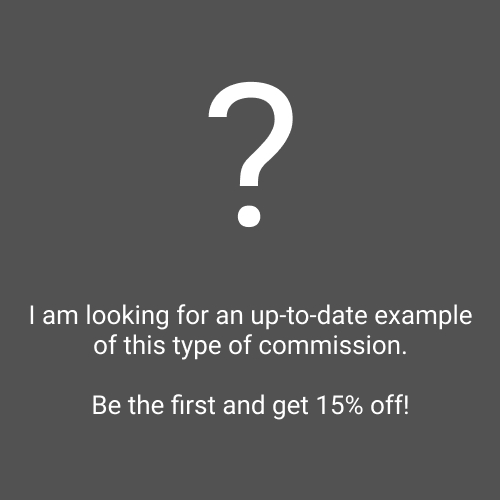 ?
I am looking for an up-to-date example
of this type of commission.
Be the first and get 15% off!